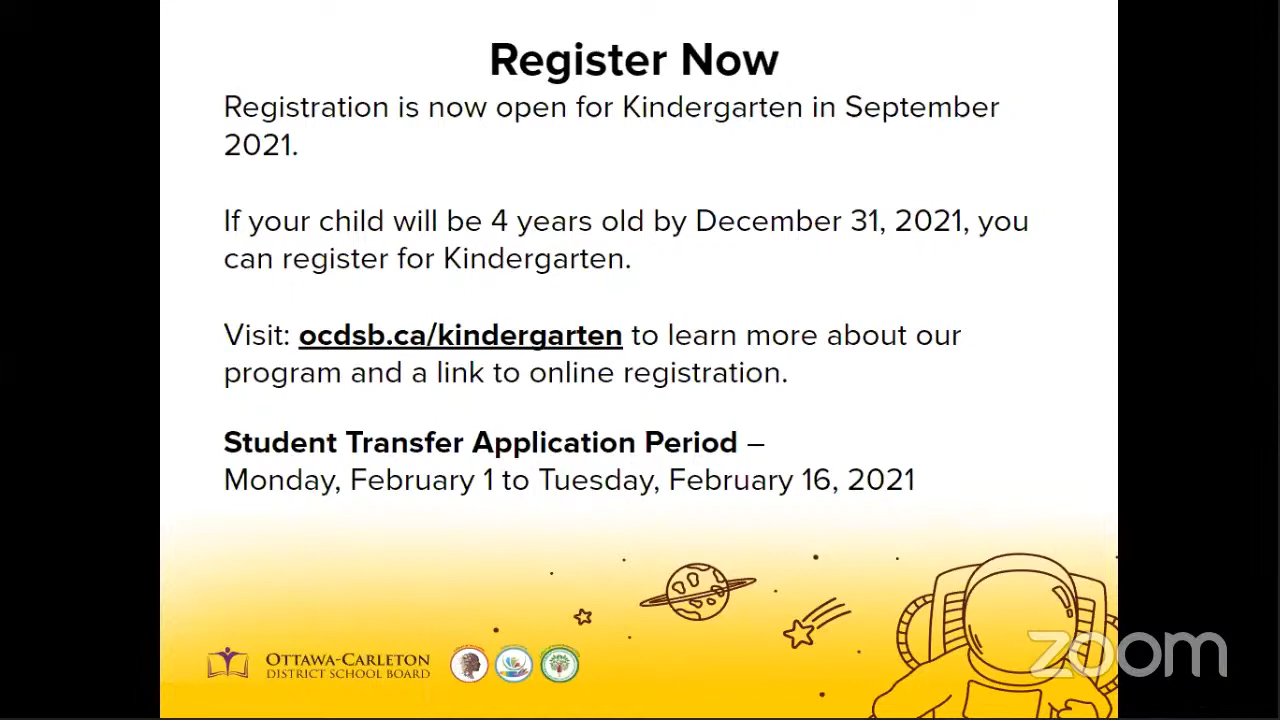 Register Now
Registration is now open for Kindergarten in September
2021.
If your child will be 4 years old by December 31, 2021, you
can register for Kindergarten.
Visit: ocdsb.ca/kindergarten to learn more about our
program and a link to online registration.
Student Transfer Application Period –
Monday, February 1 to Tuesday, February 16, 2021
OTTAWA-CARLETON
DISTRICT SCHOOL BOARD
zoom